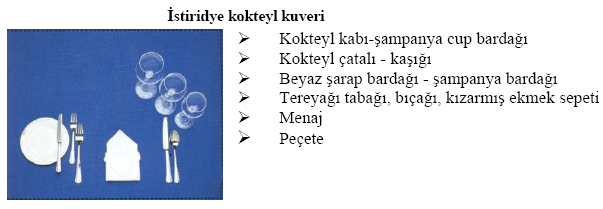 İstiridye kokteyl kuveri
➢ Kokteyl kabı-şampanya cup bardağı
➢ Kokteyl çatalı - kaşığı
➢ Beyaz şarap bardağı - şampanya bardağı
➢ Tereyağı tabağı, bıçağı, kızarmış ekmek sepeti
➢ Menaj
➢ Peçete